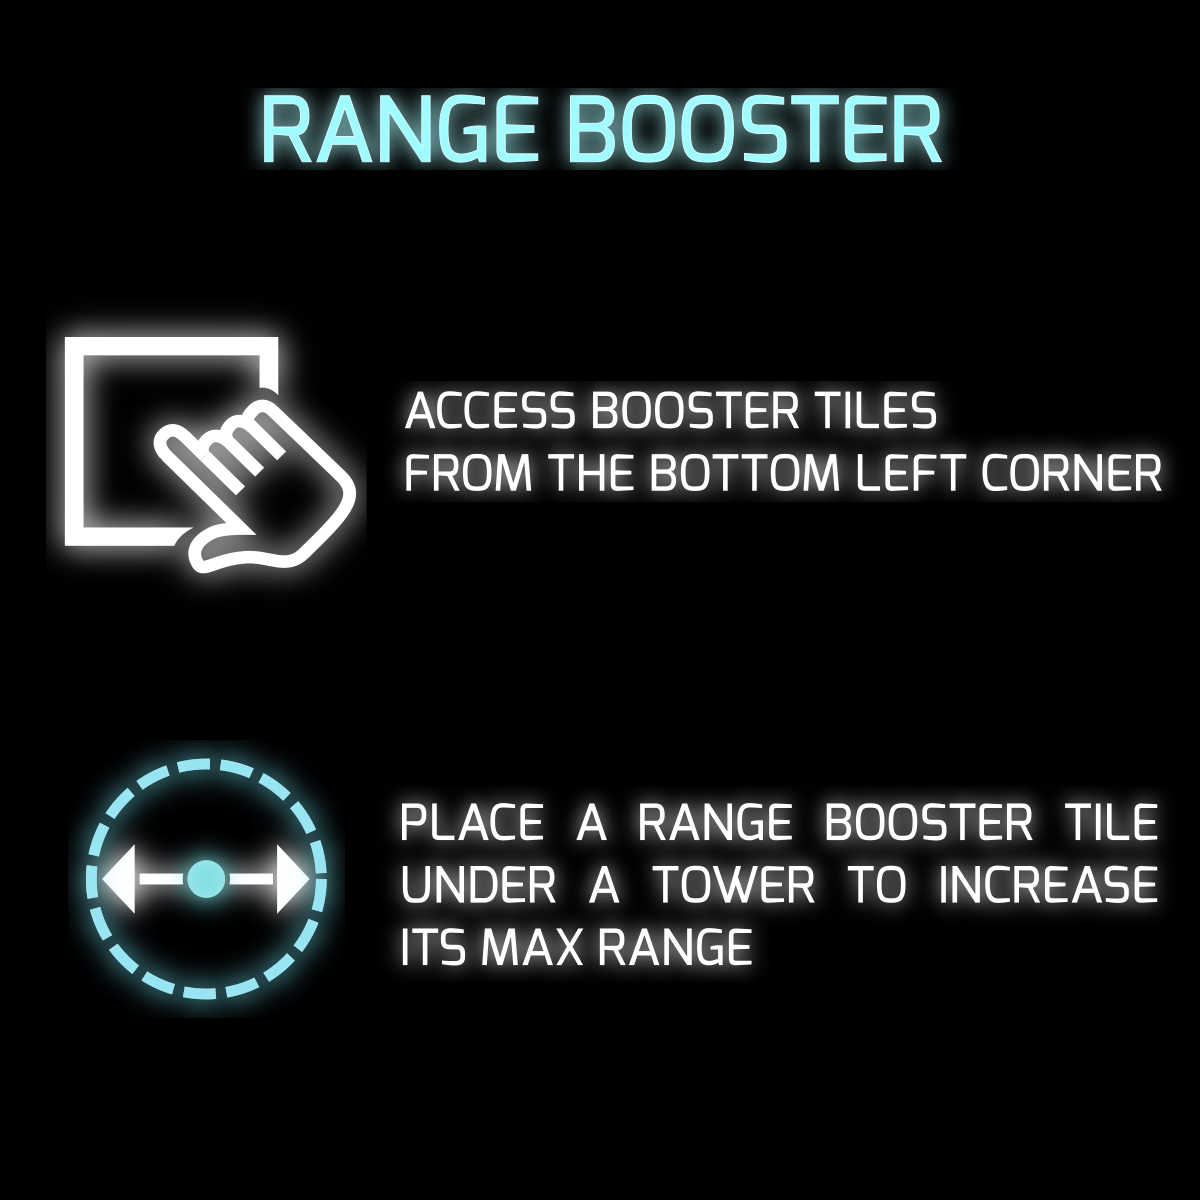 RANGE BOOSTER
ACCESS BOOSTER TILES
FROM THE BOTTOM LEFT CORNER
PLACE A RANGE BOOSTER TILE
UNDER A TOWER TO INCREASE
ITS MAX RANGE